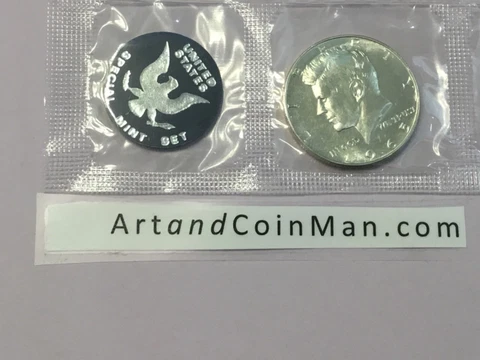 UNITED
STATES
SPECIAL MINT SET
ArtandCoinMan.com